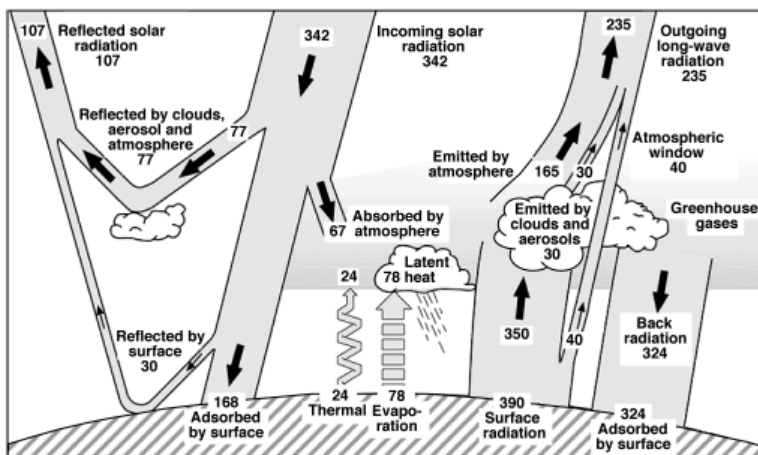 107
Reflected solar
radiation
107
342
Incoming solar
radiation
342
235
Outgoing
long-wave
radiation
235
Reflected by clouds,
aerosol and
atmosphere
77
77
Emitted by
atmosphere
165
30
Atmospheric
window
40
67
Absorbed by
atmosphere
Emitted by
clouds and
aerosols
30
Greenhouse
gases
24
78
Latent
heat
350
40
Back
radiation
324
Reflected by
surface
30
168
Adsorbed
by surface
24
Thermal
78
Evapo-
ration
390
Surface
radiation
324
Adsorbed
by surface